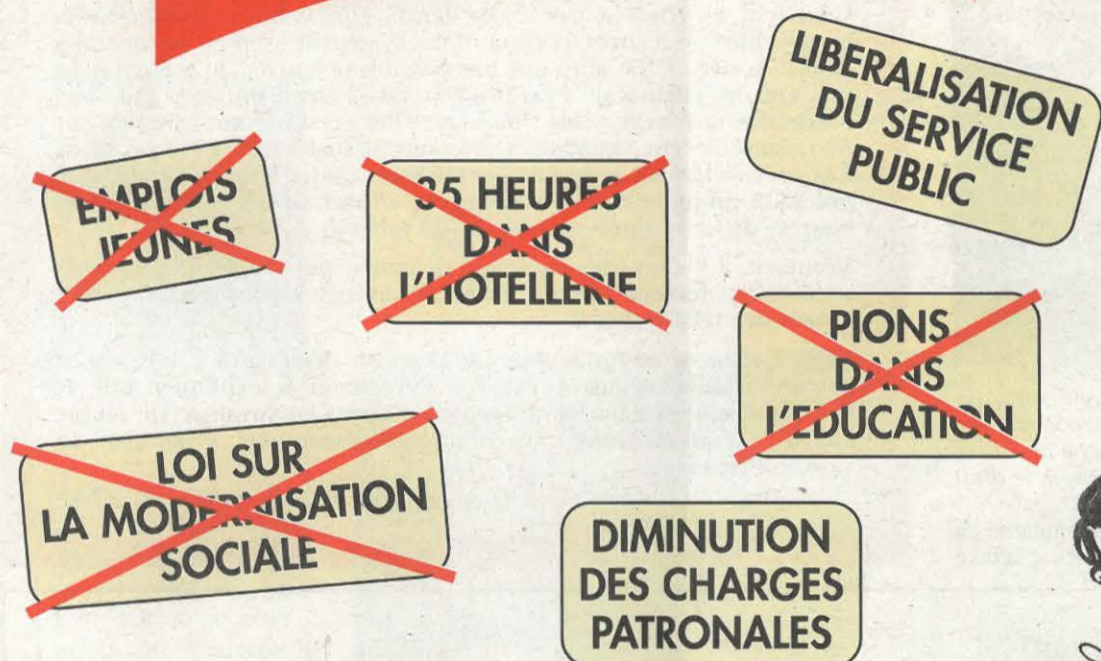 LIBERALISATION
DU SERVICE
PUBLIC
EMPLOIS
JEUNES
35 HEURES
DANS
L'HOTELLERIE
PIONS
DANS
L'EDUCATION
LOI SUR
LA MODERNISATION
SOCIALE
DIMINUTION
DES CHARGES
PATRONALES